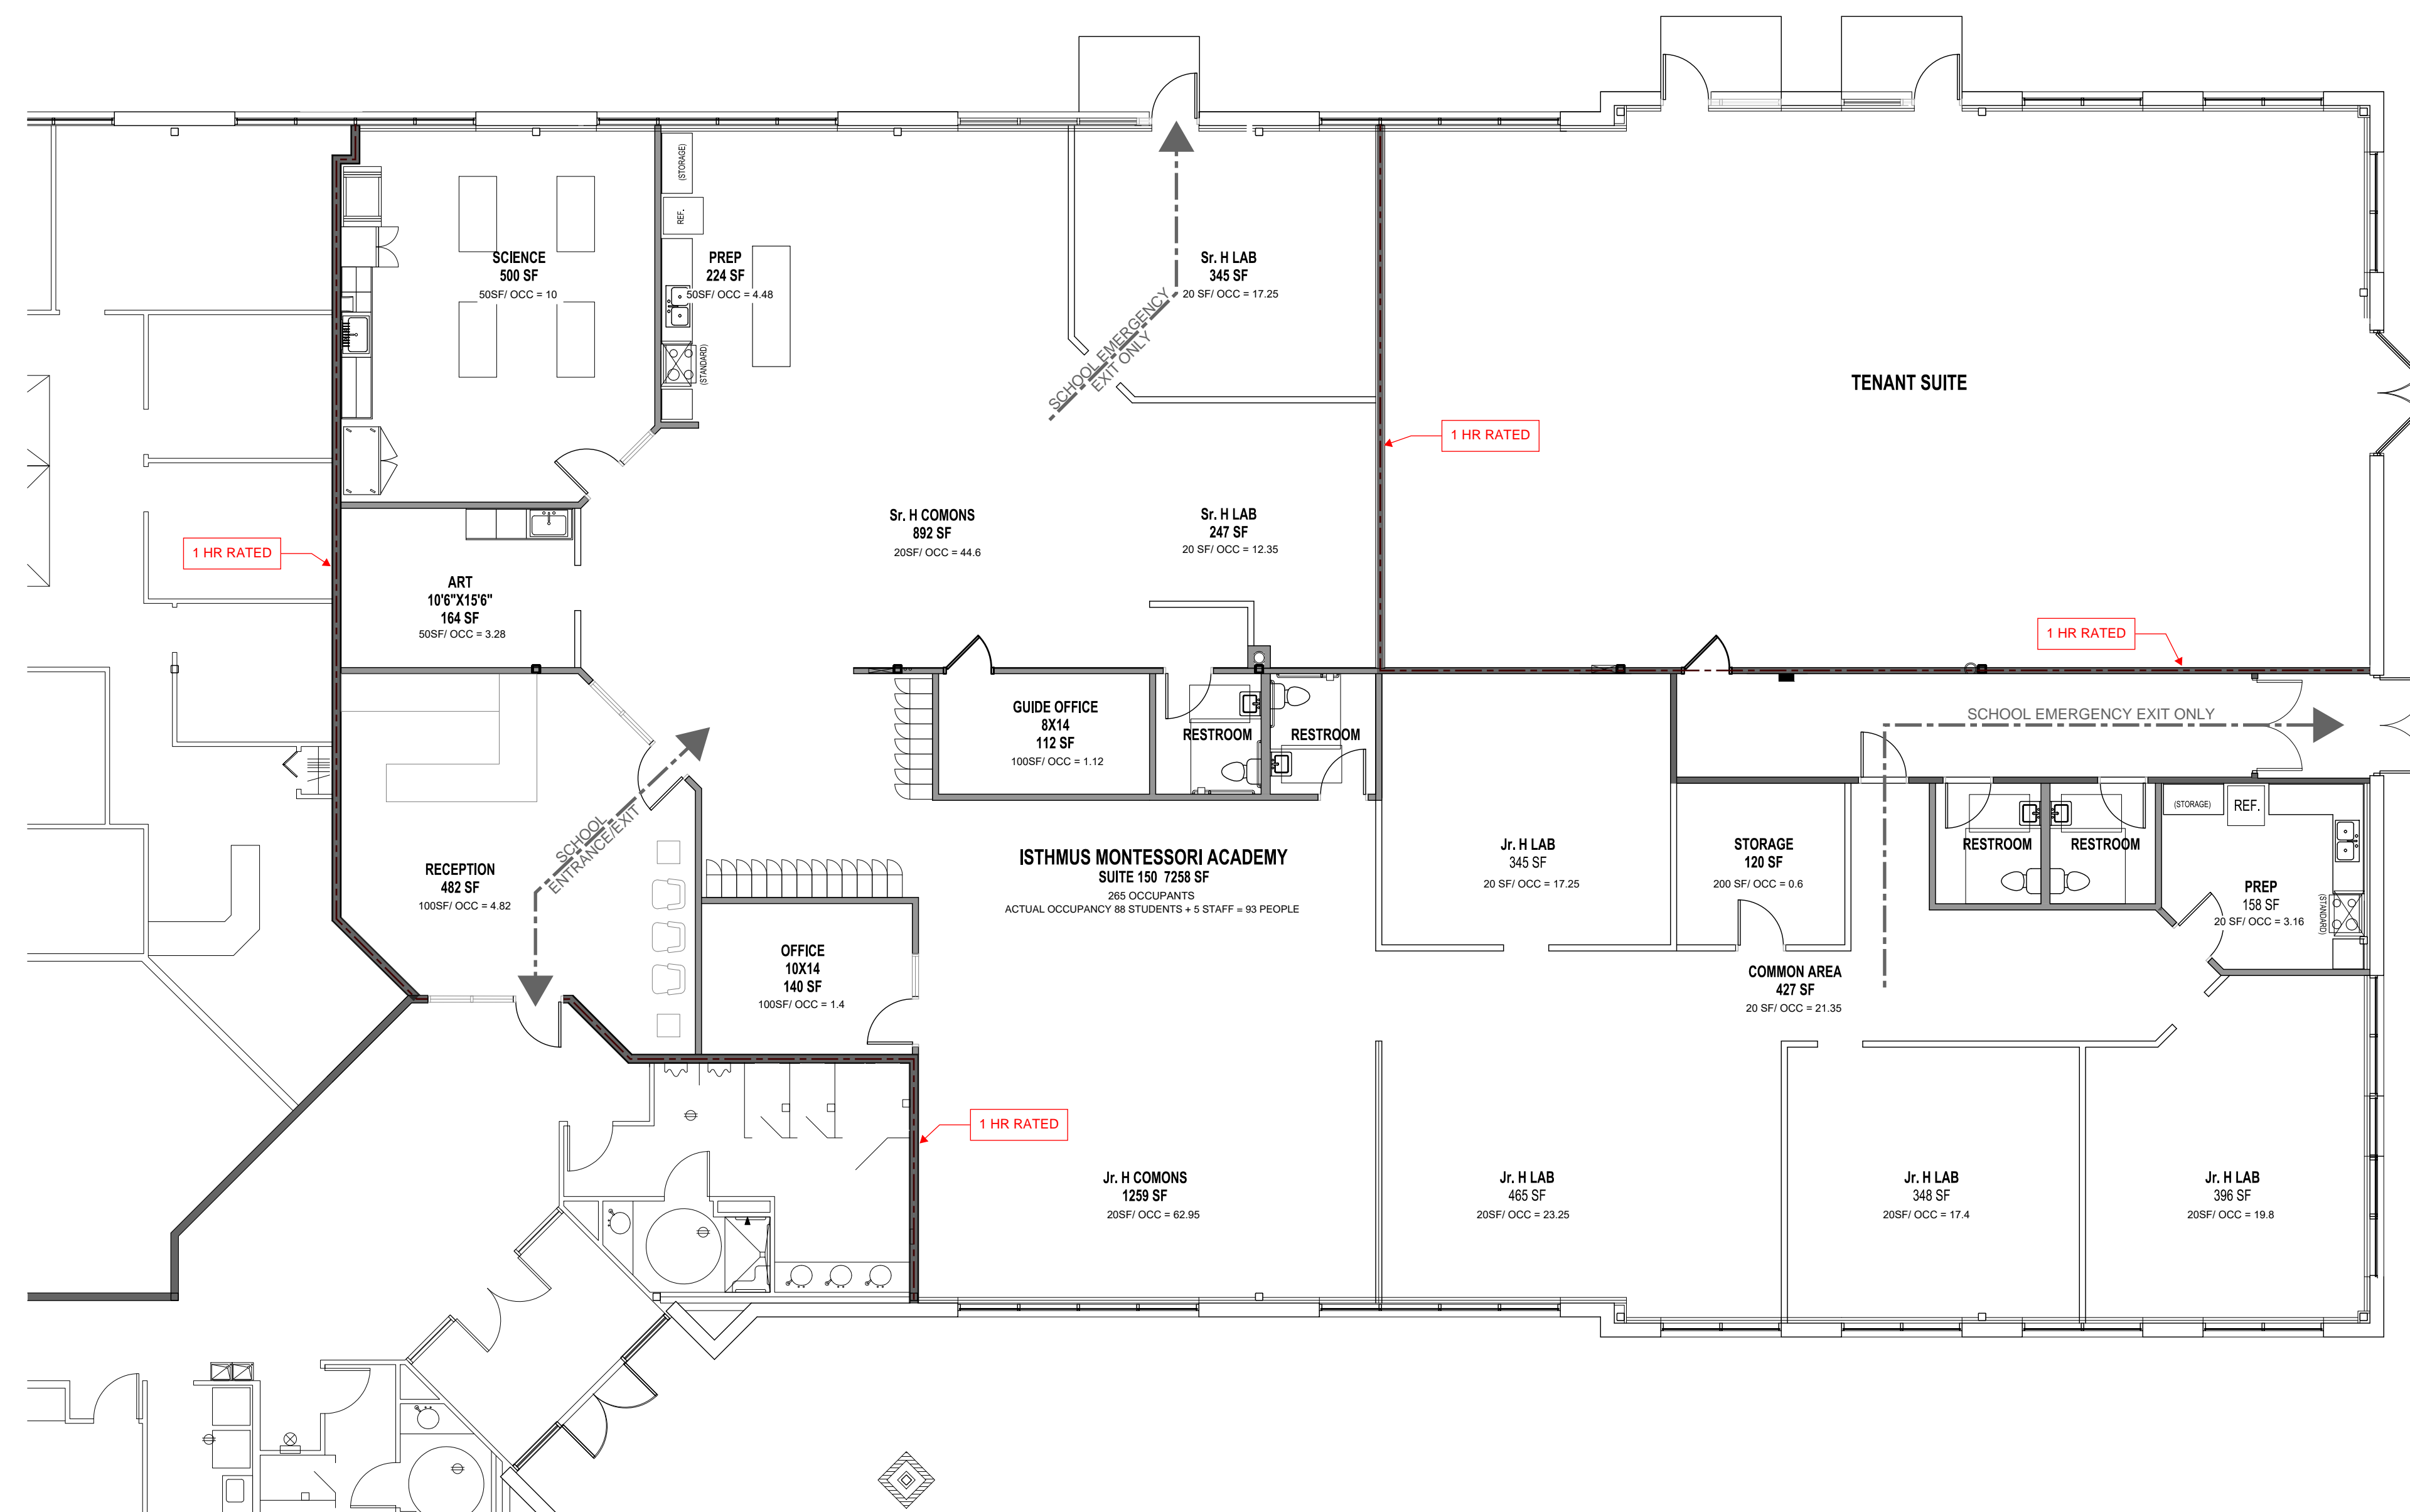 (STORAGE)
REF.
(STANDARD)
SCIENCE
500 SF
50SF/ OCC = 10
PREP
224 SF
50SF/ OCC = 4.48
Sr. H LAB
345 SF
20 SF/ OCC = 17.25
SCHOOL EMERGENCY
EXIT ONLY
TENANT SUITE
1 HR RATED
Sr. H COMONS
892 SF
20SF/ OCC = 44.6
Sr. H LAB
247 SF
20 SF/ OCC = 12.35
1 HR RATED
ART
10'6"X15'6"
164 SF
50SF/ OCC = 3.28
1 HR RATED
GUIDE OFFICE
8X14
112 SF
100SF/ OCC = 1.12
RESTROOM
RESTROOM
SCHOOL EMERGENCY EXIT ONLY
SCHOOL
ENTRANCE/EXIT
RECEPTION
482 SF
100SF/ OCC = 4.82
ISTHMUS MONTESSORI ACADEMY
SUITE 150 7258 SF
265 OCCUPANTS
ACTUAL OCCUPANCY 88 STUDENTS + 5 STAFF = 93 PEOPLE
Jr. H LAB
345 SF
20 SF/ OCC = 17.25
STORAGE
120 SF
200 SF/ OCC = 0.6
RESTROOM
RESTROOM
(STORAGE)
REF.
PREP
158 SF
20 SF/ OCC = 3.16
(STANDARD)
OFFICE
10X14
140 SF
100SF/ OCC = 1.4
COMMON AREA
427 SF
20 SF/ OCC = 21.35
1 HR RATED
Jr. H COMONS
1259 SF
20SF/ OCC = 62.95
Jr. H LAB
465 SF
20SF/ OCC = 23.25
Jr. H LAB
348 SF
20SF/ OCC = 17.4
Jr. H LAB
396 SF
20SF/ OCC = 19.8